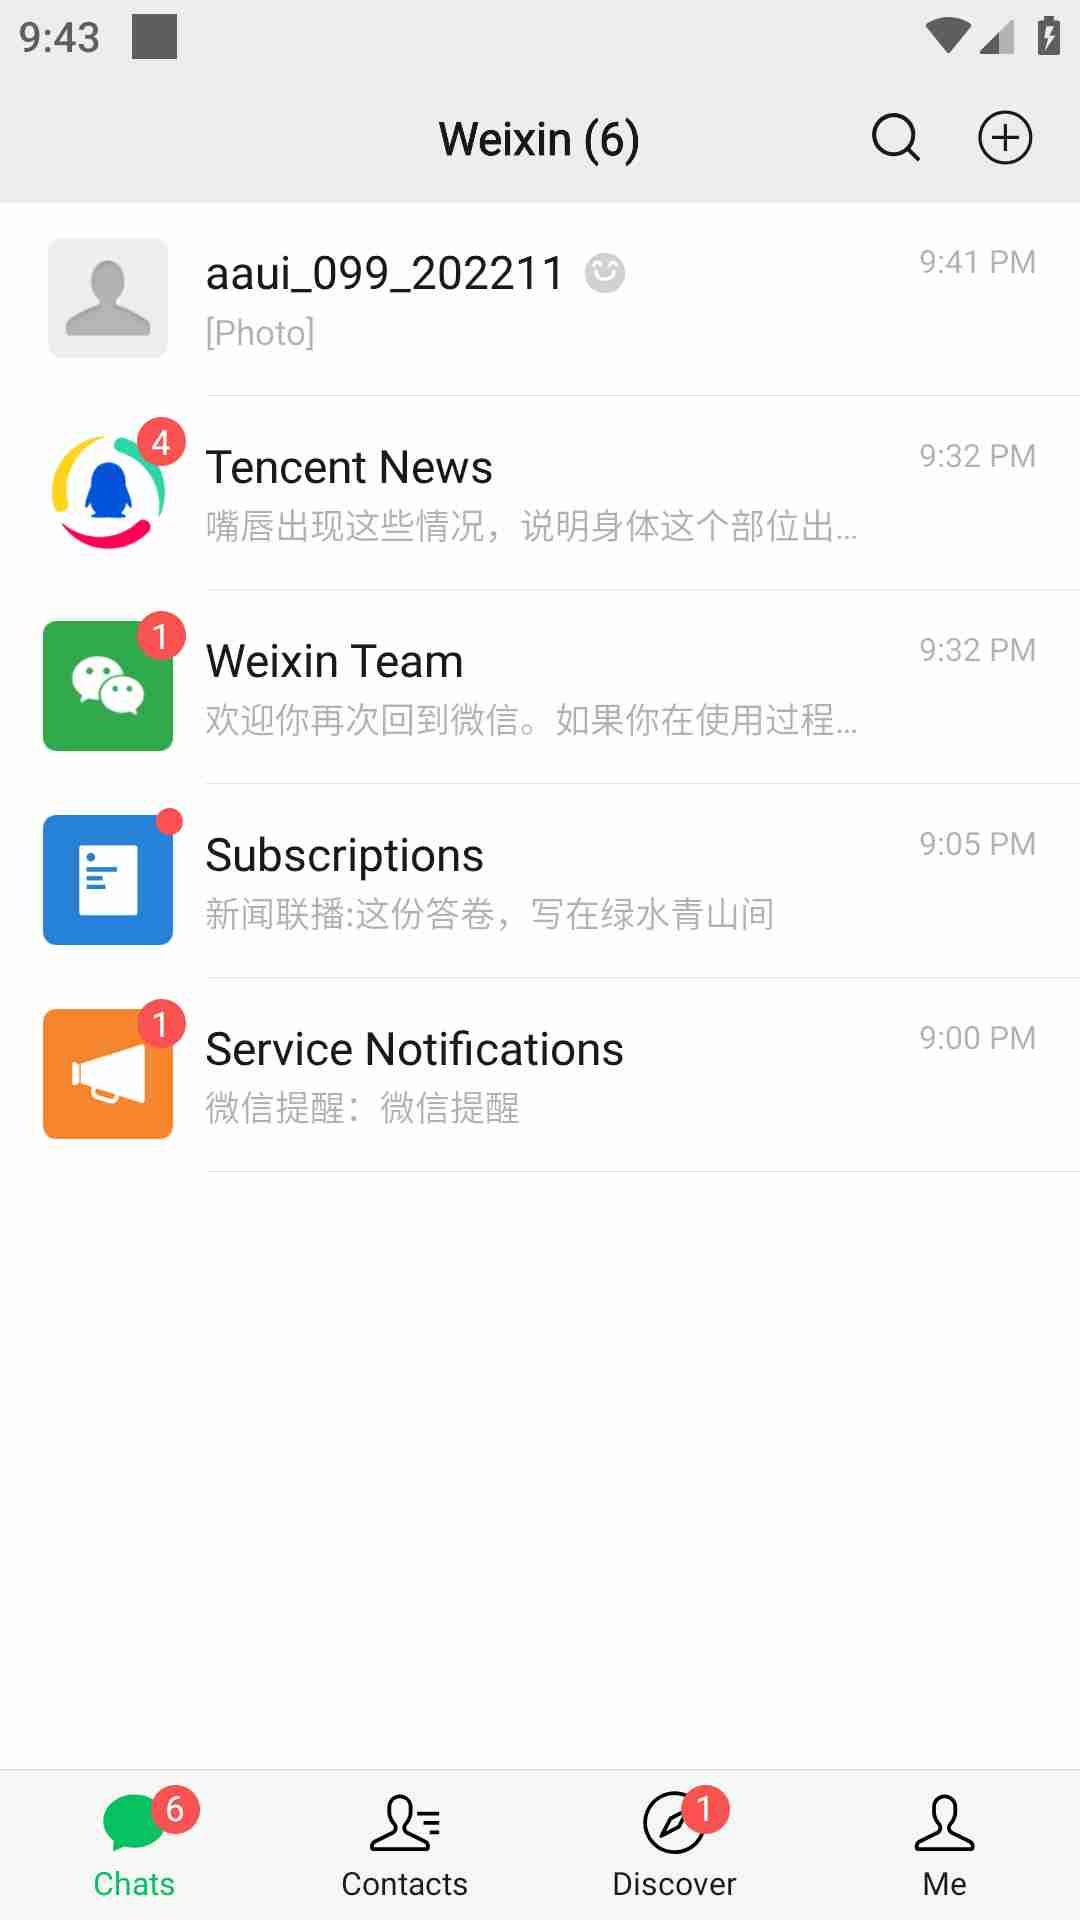 9:43
Weixin (6)
aaui_099_202211
9:41 PM
[Photo]
4
Tencent News
9:32 PM
嘴唇出现这些情况，说明身体这个部位出...
1
Weixin Team
9:32 PM
欢迎你再次回到微信。如果你在使用过程...
Subscriptions
9:05 PM
新闻联播:这份答卷，写在绿水青山间
1
Service Notifications
9:00 PM
微信提醒：微信提醒
6
1
Chats
Contacts
Discover
Me